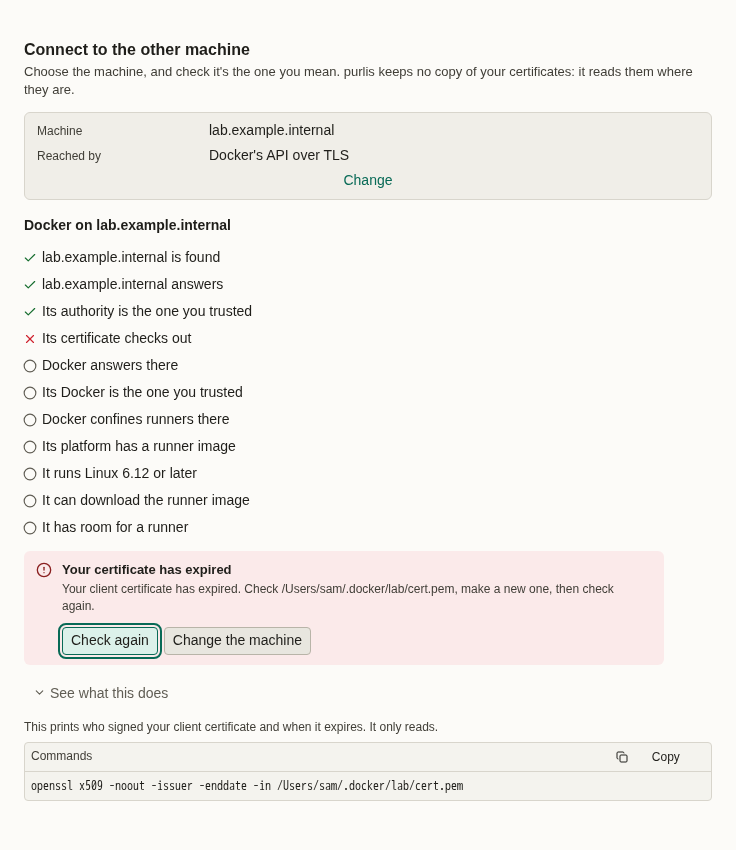 Connect to the other machine
Choose the machine, and check it's the one you mean. purlis keeps no copy of your certificates: it reads them where
they are.
Machine lab.example.internal
Reached by Docker's API over TLS
Change
Docker on lab.example.internal
lab.example.internal is found
lab.example.internal answers
Its authority is the one you trusted
Its certificate checks out
Docker answers there
Its Docker is the one you trusted
Docker confines runners there
Its platform has a runner image
It runs Linux 6.12 or later
It can download the runner image
It has room for a runner
Your certificate has expired
Your client certificate has expired. Check /Users/sam/.docker/lab/cert.pem, make a new one, then check
again.
Check again Change the machine
See what this does
This prints who signed your client certificate and when it expires. It only reads.
Commands Copy
openssl x509 -noout -issuer -enddate -in /Users/sam/.docker/lab/cert.pem